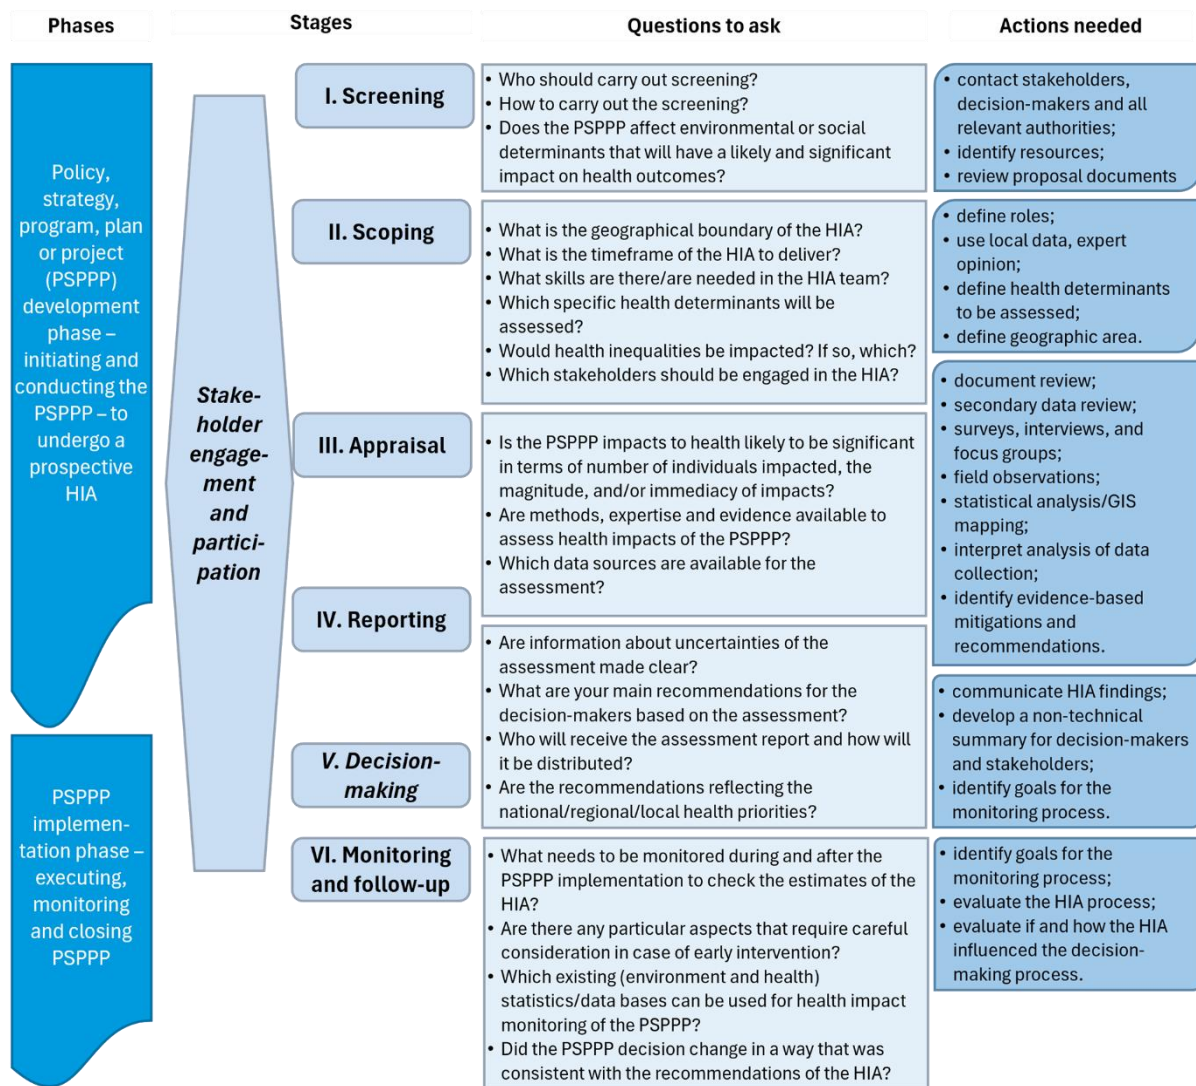 Phases
Stages
Questions to ask
Actions needed
Policy,
strategy,
program, plan
or project
(PSPPP)
development
phase –
initiating and
conducting the
PSPPP – to
undergo a
prospective
HIA
PSPPP
implemen-
tation phase –
executing,
monitoring
and closing
PSPPP
Stake-
holder
engage-
ment
and
partici-
pation
I. Screening
II. Scoping
III. Appraisal
IV. Reporting
V. Decision-
making
VI. Monitoring
and follow-up
• Who should carry out screening?
• How to carry out the screening?
• Does the PSPPP affect environmental or social
determinants that will have a likely and significant
impact on health outcomes?
• What is the geographical boundary of the HIA?
• What is the timeframe of the HIA to deliver?
• What skills are there/are needed in the HIA team?
• Which specific health determinants will be
assessed?
• Would health inequalities be impacted? If so, which?
• Which stakeholders should be engaged in the HIA?
• Is the PSPPP impacts to health likely to be significant
in terms of number of individuals impacted, the
magnitude, and/or immediacy of impacts?
• Are methods, expertise and evidence available to
assess health impacts of the PSPPP?
• Which data sources are available for the
assessment?
• Are information about uncertainties of the
assessment made clear?
• What are your main recommendations for the
decision-makers based on the assessment?
• Who will receive the assessment report and how will
it be distributed?
• Are the recommendations reflecting the
national/regional/local health priorities?
• What needs to be monitored during and after the
PSPPP implementation to check the estimates of the
HIA?
• Are there any particular aspects that require careful
consideration in case of early intervention?
• Which existing (environment and health)
statistics/data bases can be used for health impact
monitoring of the PSPPP?
• Did the PSPPP decision change in a way that was
consistent with the recommendations of the HIA?
• contact stakeholders,
decision-makers and all
relevant authorities;
• identify resources;
• review proposal documents
• define roles;
• use local data, expert
opinion;
• define health determinants
to be assessed;
• define geographic area.
• document review;
• secondary data review;
• surveys, interviews, and
focus groups;
• field observations;
• statistical analysis/GIS
mapping;
• interpret analysis of data
collection;
• identify evidence-based
mitigations and
recommendations.
• communicate HIA findings;
• develop a non-technical
summary for decision-makers
and stakeholders;
• identify goals for the
monitoring process.
• identify goals for the
monitoring process;
• evaluate the HIA process;
• evaluate if and how the HIA
influenced the decision-
making process.